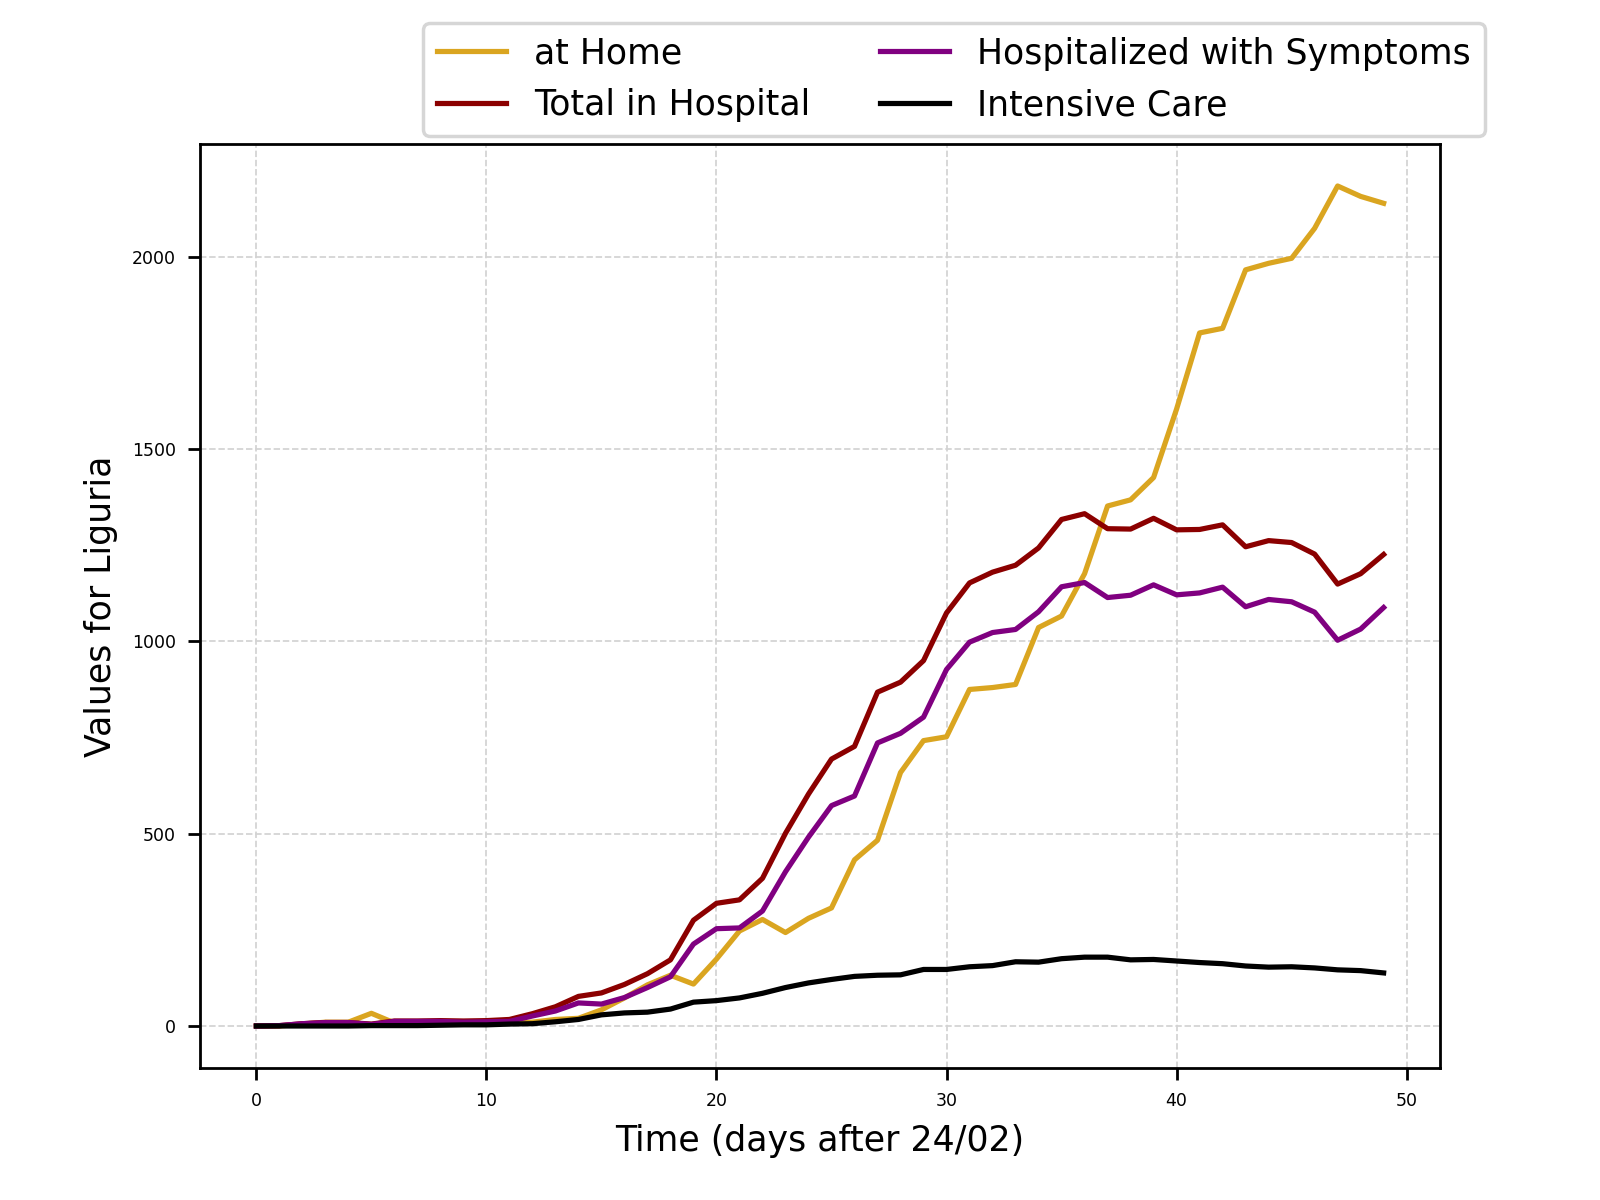 at Home
Total in Hospital
Hospitalized with Symptoms
Intensive Care
Values for Liguria
2000
1500
1000
500
0
0 10 20 30 40 50
Time (days after 24/02)